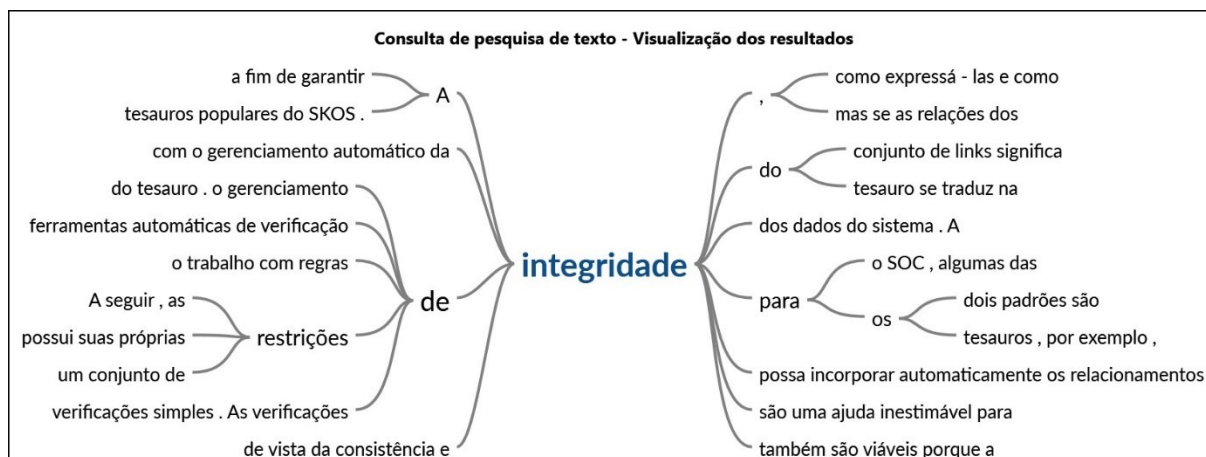 Consulta de pesquisa de texto - Visualização dos resultados
a fim de garantir
tesauros populares do SKOS .
A
com o gerenciamento automático da
do tesauro . o gerenciamento
ferramentas automáticas de verificação
o trabalho com regras
A seguir , as
possui suas próprias
um conjunto de
restrições
verificações simples . As verificações
de
de vista da consistência e
integridade
,
como expressá - las e como
mas se as relações dos
do
conjunto de links significa
tesauro se traduz na
dos dados do sistema . A
para
o SOC , algumas das
os
dois padrões são
tesauros , por exemplo ,
possa incorporar automaticamente os relacionamentos
são uma ajuda inestimável para
também são viáveis porque a